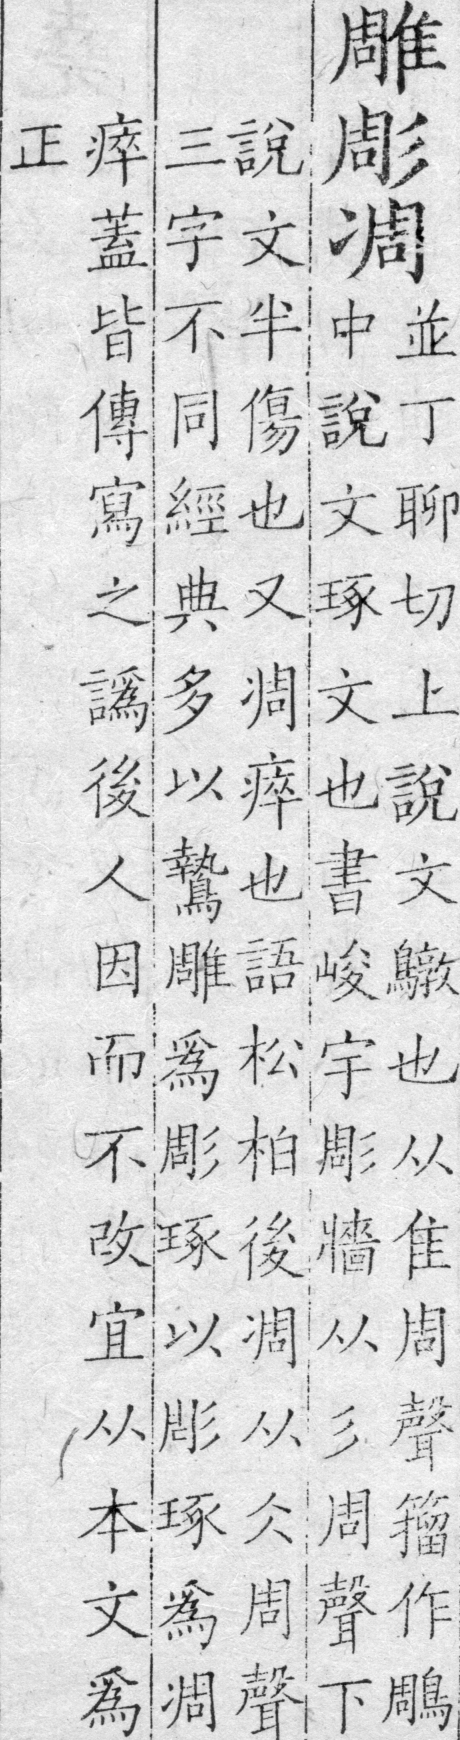 雕彫凋並丁聊切上說文鷻也从隹周聲籀作鵰
中說文琢文也書峻宇彫牆从彡周聲下
說文半傷也又凋瘁也語松柏後凋从仌周聲
三字不同經典多以鷙雕爲彫琢以彫琢爲凋
瘁蓋皆傳寫之譌後人因而不改宜从本文爲
正